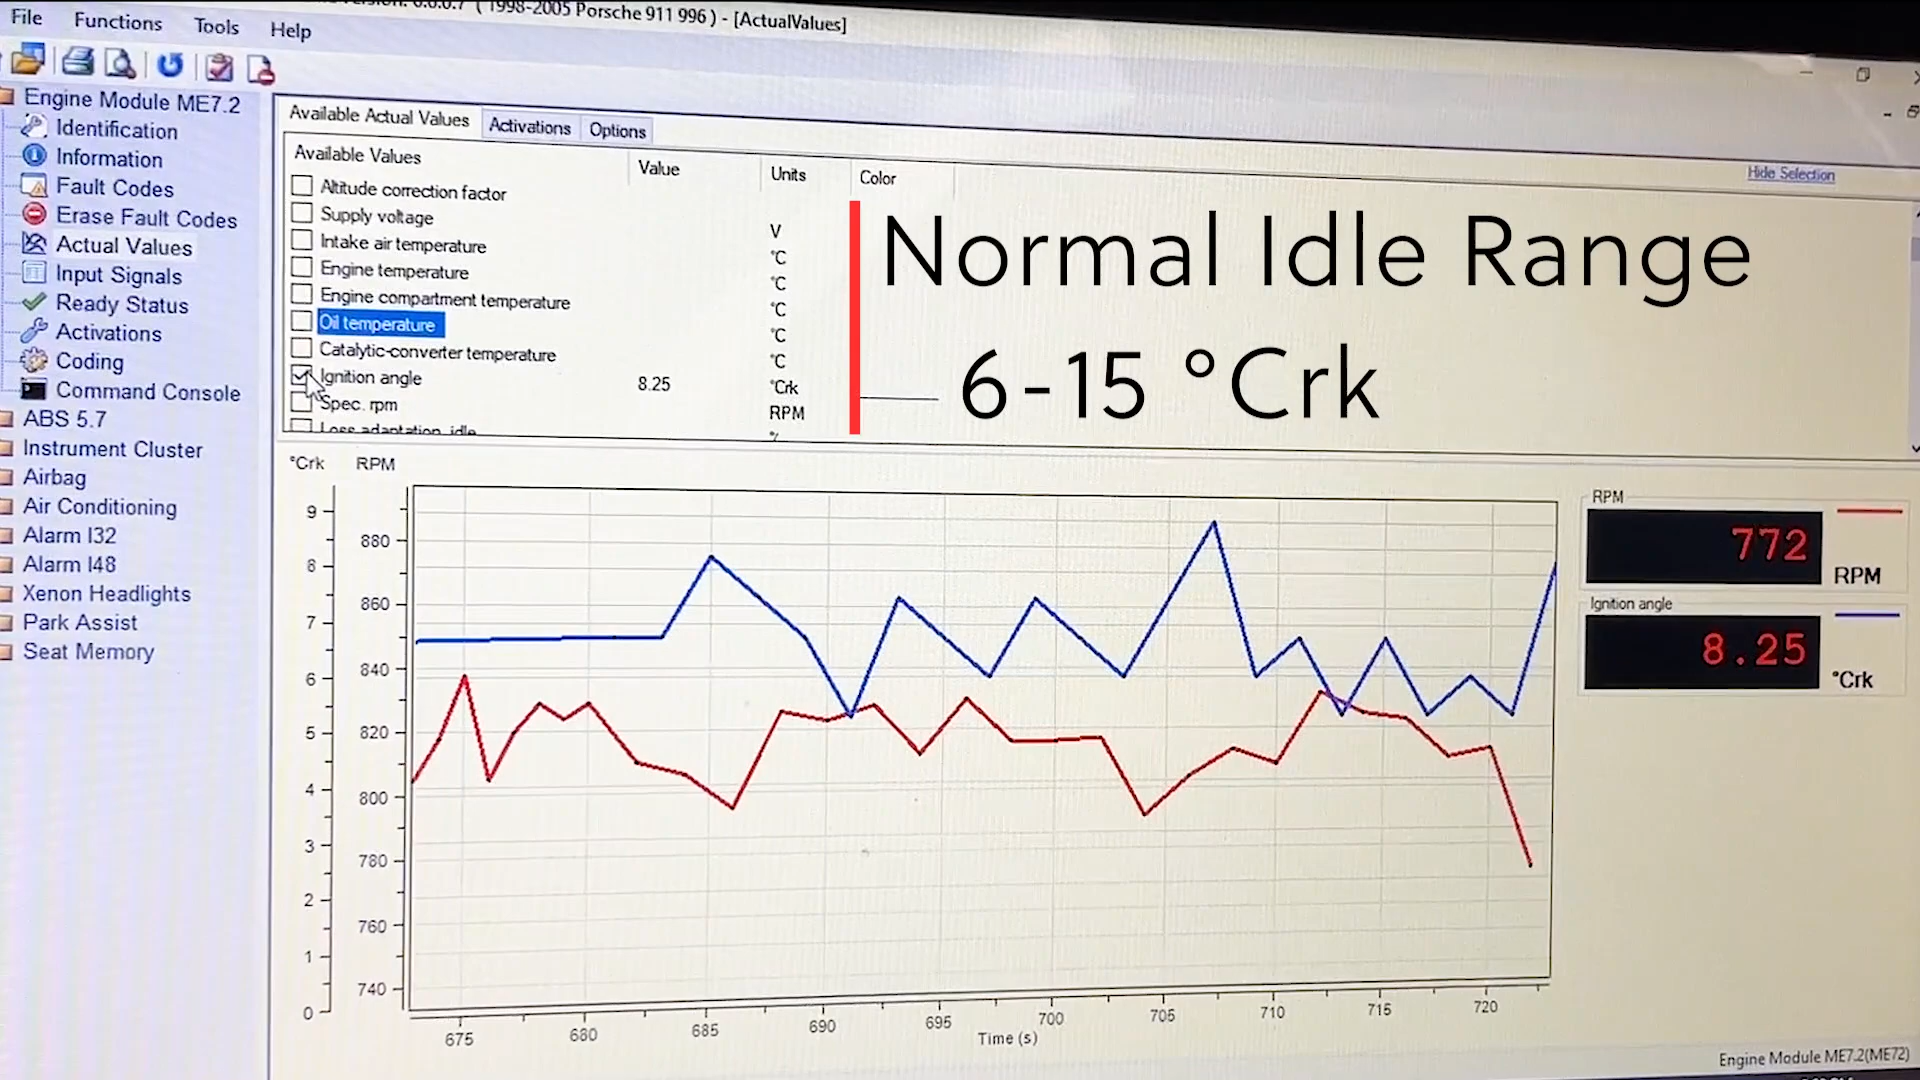 ( 1998-2005 Porsche 911 996 ) - [ActualValues]
File Functions Tools Help
Engine Module ME7.2
Identification
Information
Fault Codes
Erase Fault Codes
Actual Values
Input Signals
Ready Status
Activations
Coding
Command Console
ABS 5.7
Instrument Cluster
Airbag
Air Conditioning
Alarm I32
Alarm I48
Xenon Headlights
Park Assist
Seat Memory
Available Actual Values Activations Options
Hide Selection
Available Values Value Units Color
Altitude correction factor
Supply voltage V
Intake air temperature °C
Engine temperature °C
Engine compartment temperature °C
Oil temperature °C
Catalytic-converter temperature °C
Ignition angle 8.25 °Crk
Spec. rpm RPM
Loss adaptation, idle
Normal Idle Range
6-15 °Crk
°Crk RPM
9
8
7
6
5
4
3
2
1
0
880
860
840
820
800
780
760
740
675 680 685 690 695 700 705 710 715 720
Time (s)
RPM
772
RPM
Ignition angle
8.25
°Crk
Engine Module ME7.2(ME72)